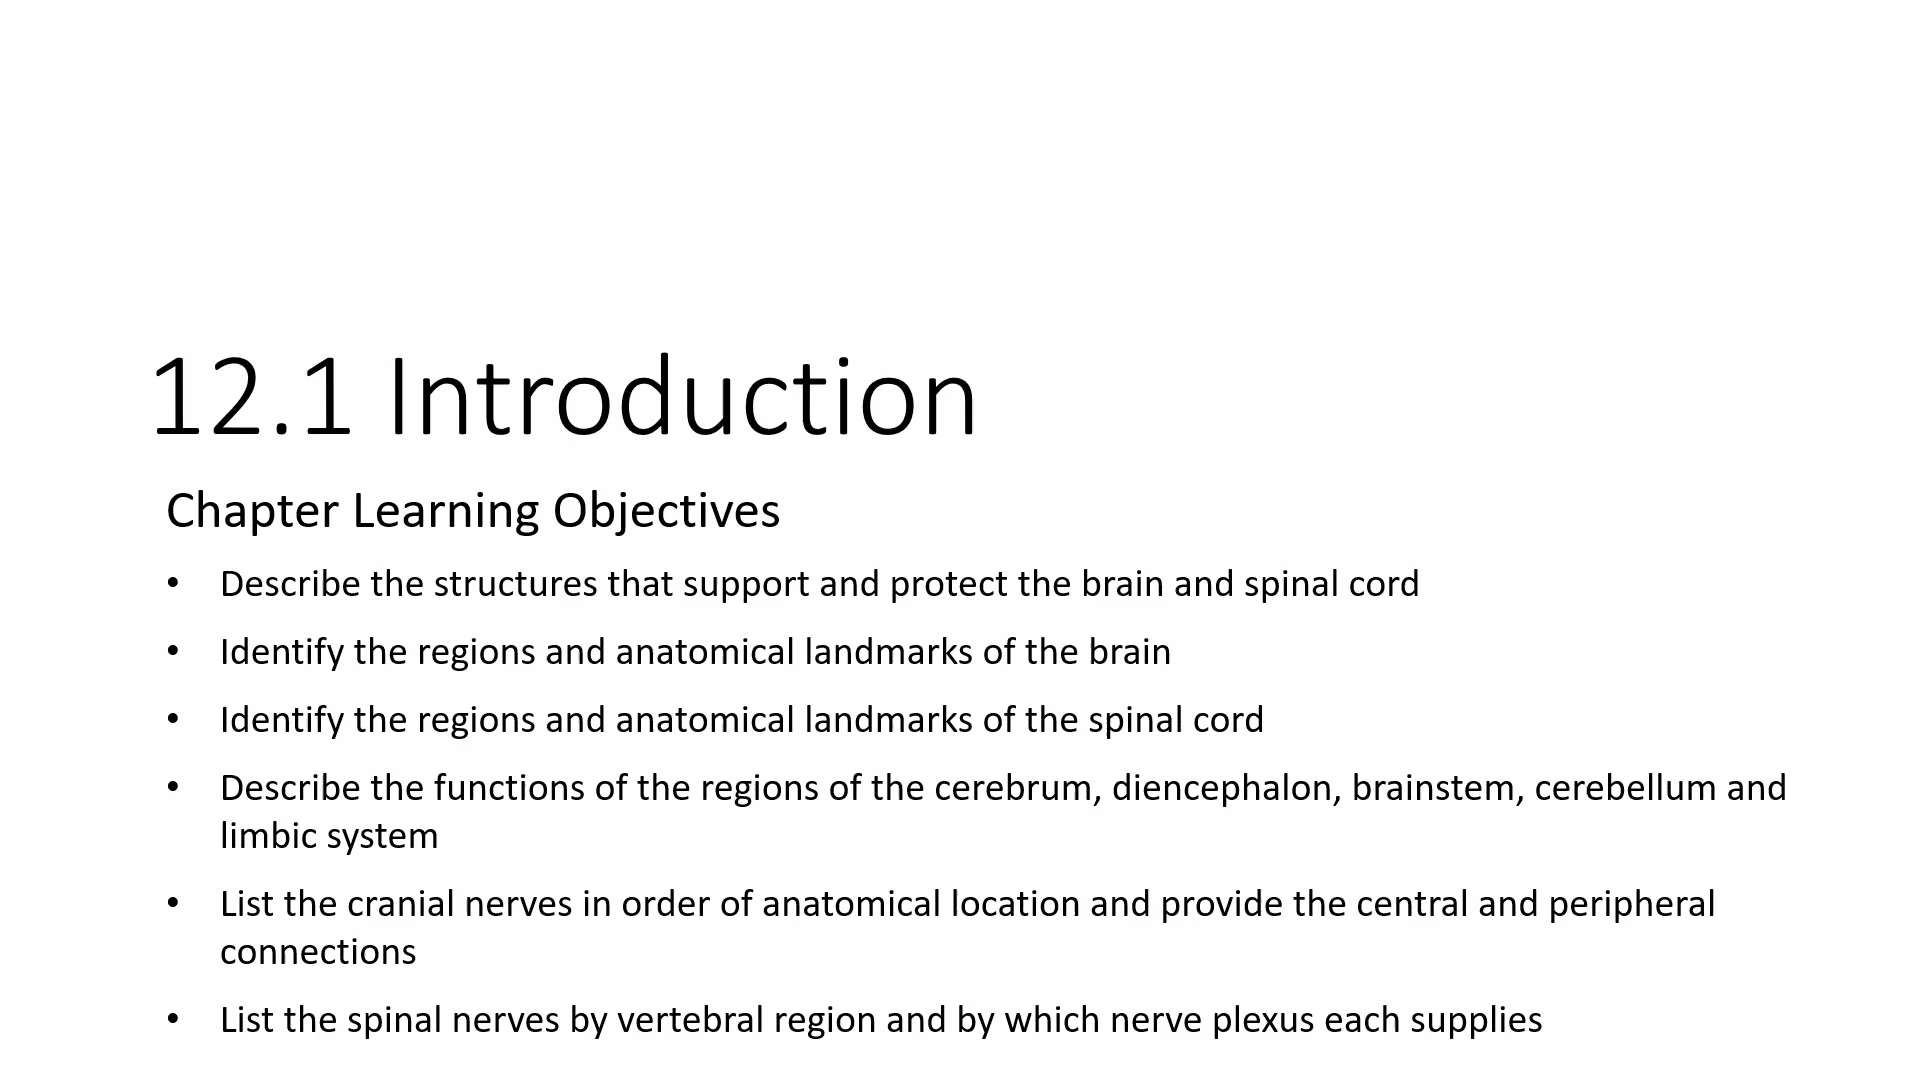 12.1 Introduction
Chapter Learning Objectives
• Describe the structures that support and protect the brain and spinal cord
• Identify the regions and anatomical landmarks of the brain
• Identify the regions and anatomical landmarks of the spinal cord
• Describe the functions of the regions of the cerebrum, diencephalon, brainstem, cerebellum and
limbic system
• List the cranial nerves in order of anatomical location and provide the central and peripheral
connections
• List the spinal nerves by vertebral region and by which nerve plexus each supplies